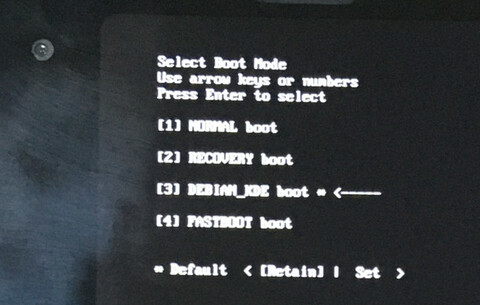 Select Boot Mode
Use arrow keys or numbers
Press Enter to select
[1] NORMAL boot
[2] RECOVERY boot
[3] DEBIAN_KDE boot * <-----
[4] FASTBOOT boot
* Default < [Retain] | Set >